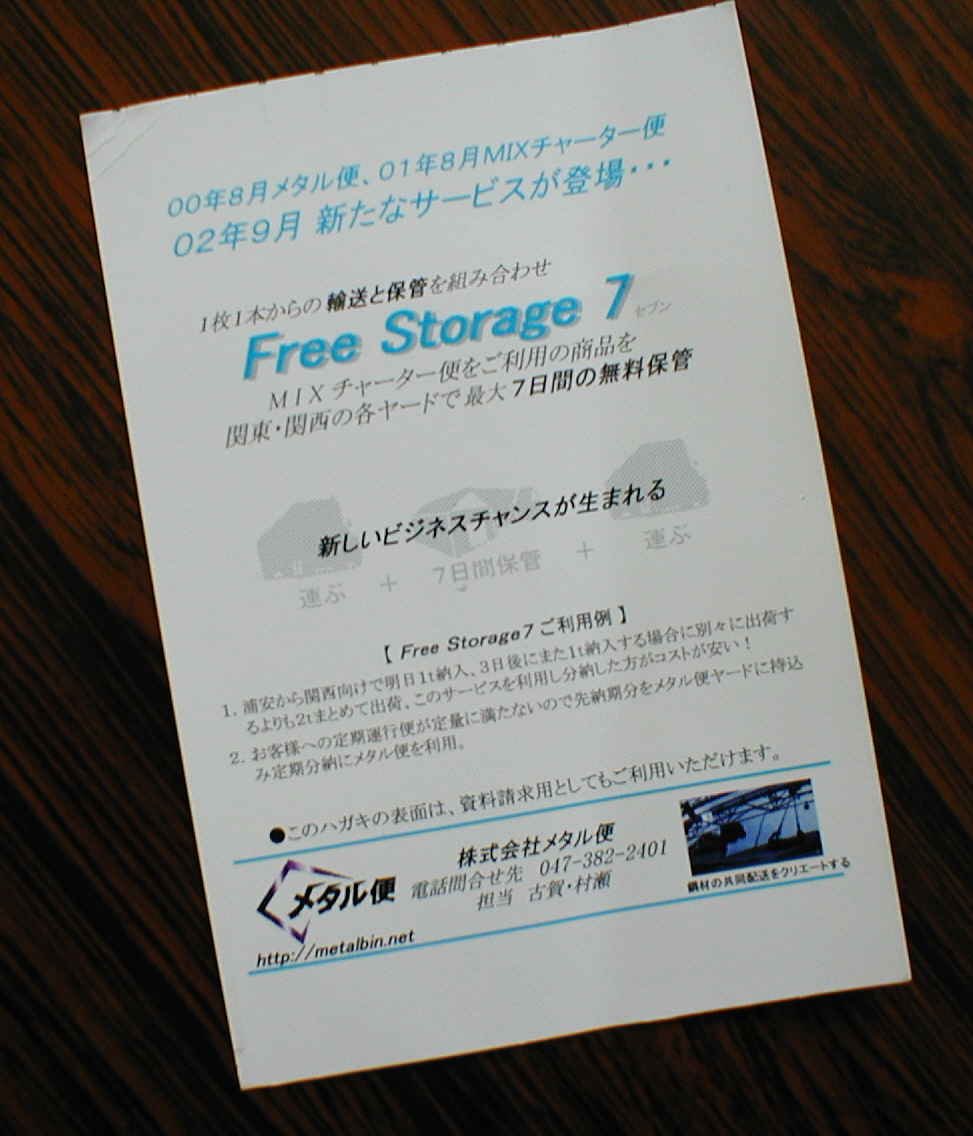 00年8月メタル便、01年8月MIXチャーター便
02年9月 新たなサービスが登場･･･
1枚1本からの輸送と保管を組み合わせ
Free Storage 7 セブン
MIXチャーター便をご利用の商品を
関東・関西の各ヤードで最大7日間の無料保管
新しいビジネスチャンスが生まれる
運ぶ + 7日間保管 + 運ぶ
【 Free Storage7 ご利用例 】
1. 浦安から関西向けで明日1t納入、3日後にまた1t納入する場合に別々に出荷す
るよりも2tまとめて出荷、このサービスを利用し分納した方がコストが安い！
2. お客様への定期運行便が定量に満たないので先納期分をメタル便ヤードに持込
み定期分納にメタル便を利用。
●このハガキの表面は、資料請求用としてもご利用いただけます。
メタル便
株式会社メタル便
電話問合せ先 047-382-2401
担当 古賀・村瀬
鋼材の共同配送をクリエートする
http://metalbin.net